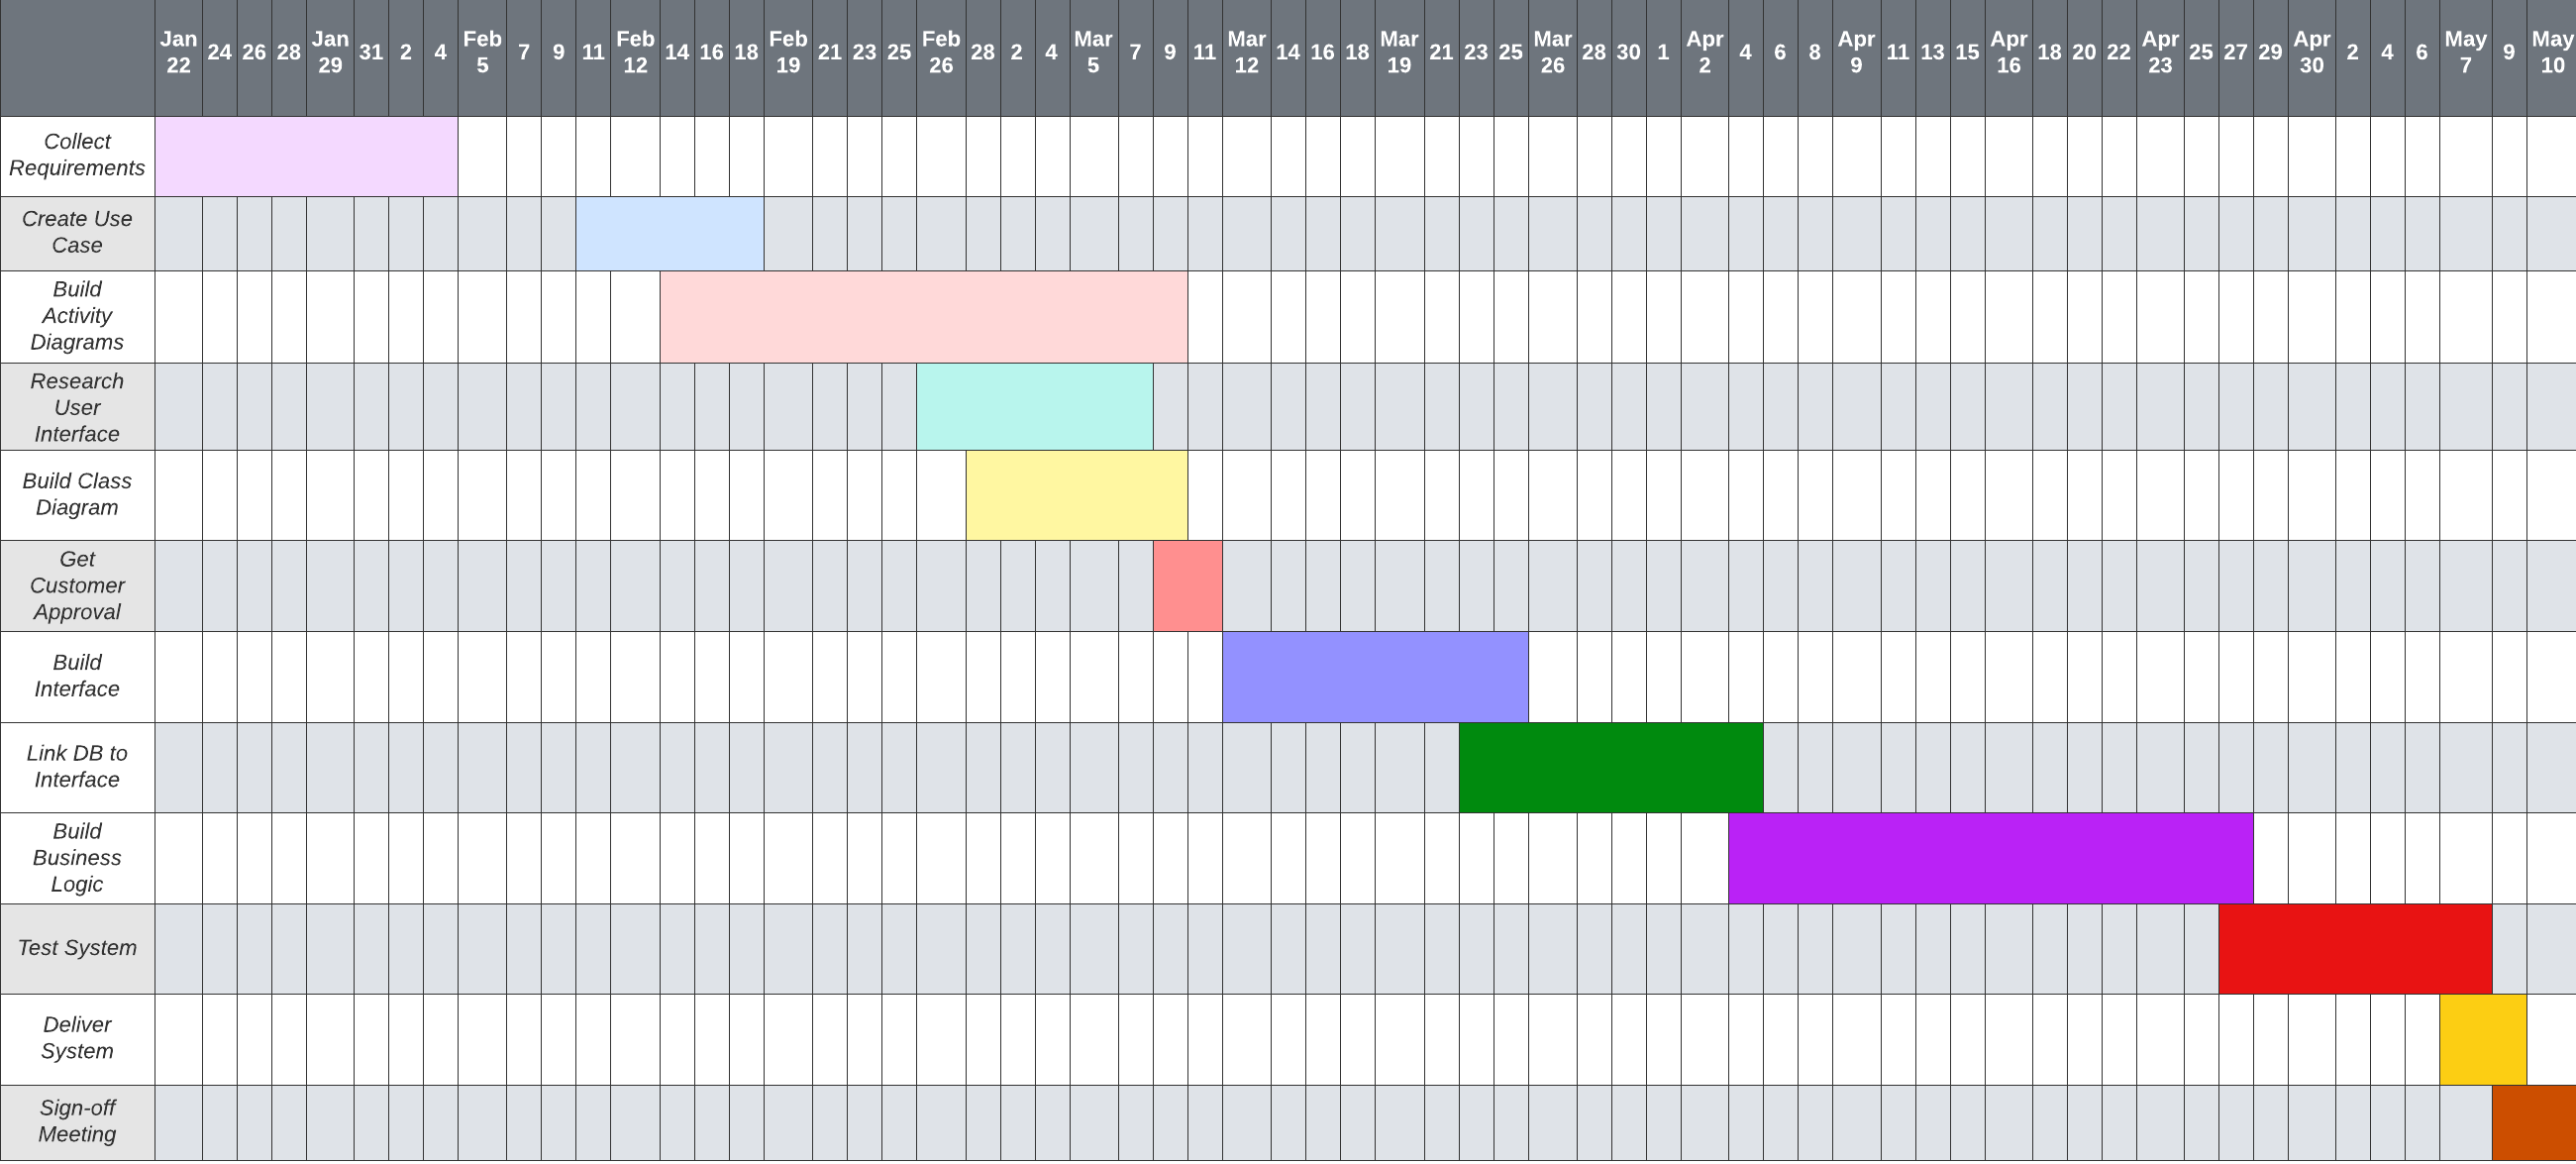 Jan 24 26 28 Jan 31 2 4 Feb 7 9 11 Feb 14 16 18 Feb 21 23 25 Feb 28 2 4 Mar 7 9 11 Mar 14 16 18 Mar 21 23 25 Mar 28 30 1 Apr 4 6 8 Apr 11 13 15 Apr 18 20 22 Apr 25 27 29 Apr 2 4 6 May 9 May
22 29 5 12 19 26 5 12 19 26 2 9 16 23 30 7 10
Collect
Requirements
Create Use
Case
Build
Activity
Diagrams
Research
User
Interface
Build Class
Diagram
Get
Customer
Approval
Build
Interface
Link DB to
Interface
Build
Business
Logic
Test System
Deliver
System
Sign-off
Meeting